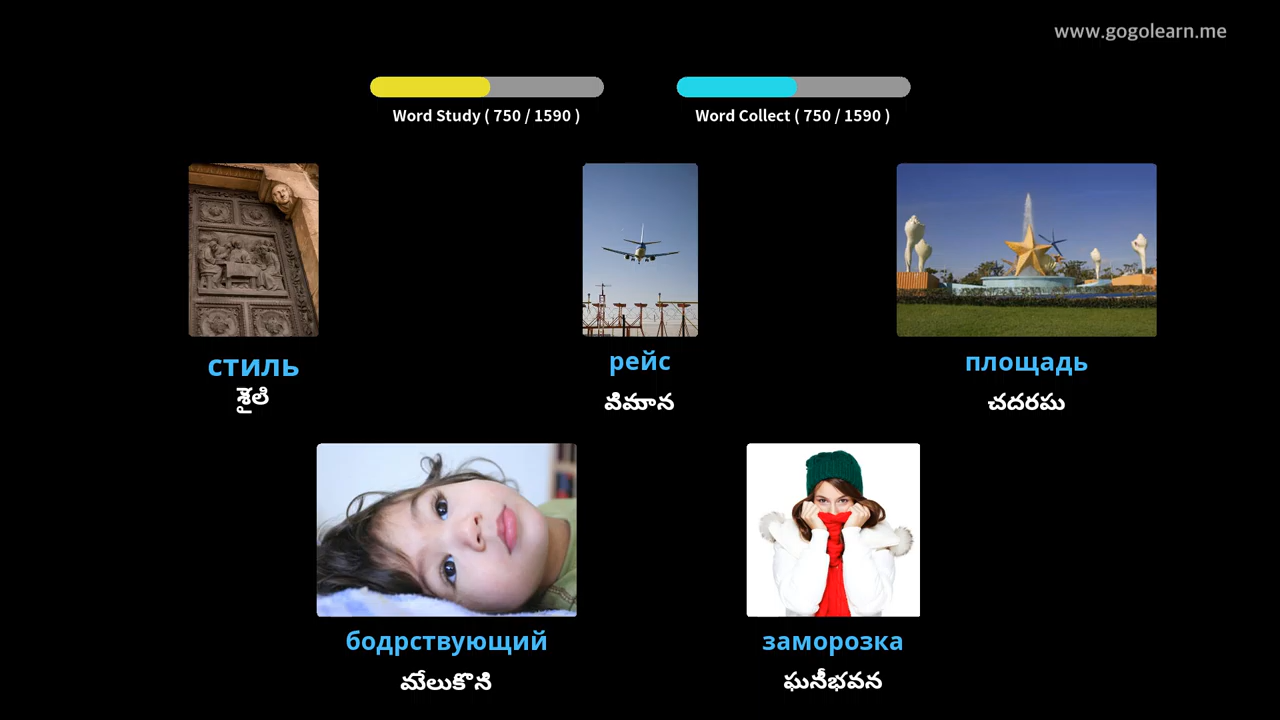 www.gogolearn.me
Word Study ( 750 / 1590 )
Word Collect ( 750 / 1590 )
стиль
శైలి
рейс
విమాన
площадь
చదరపు
бодрствующий
మేలుకొని
заморозка
ఘనీభవన